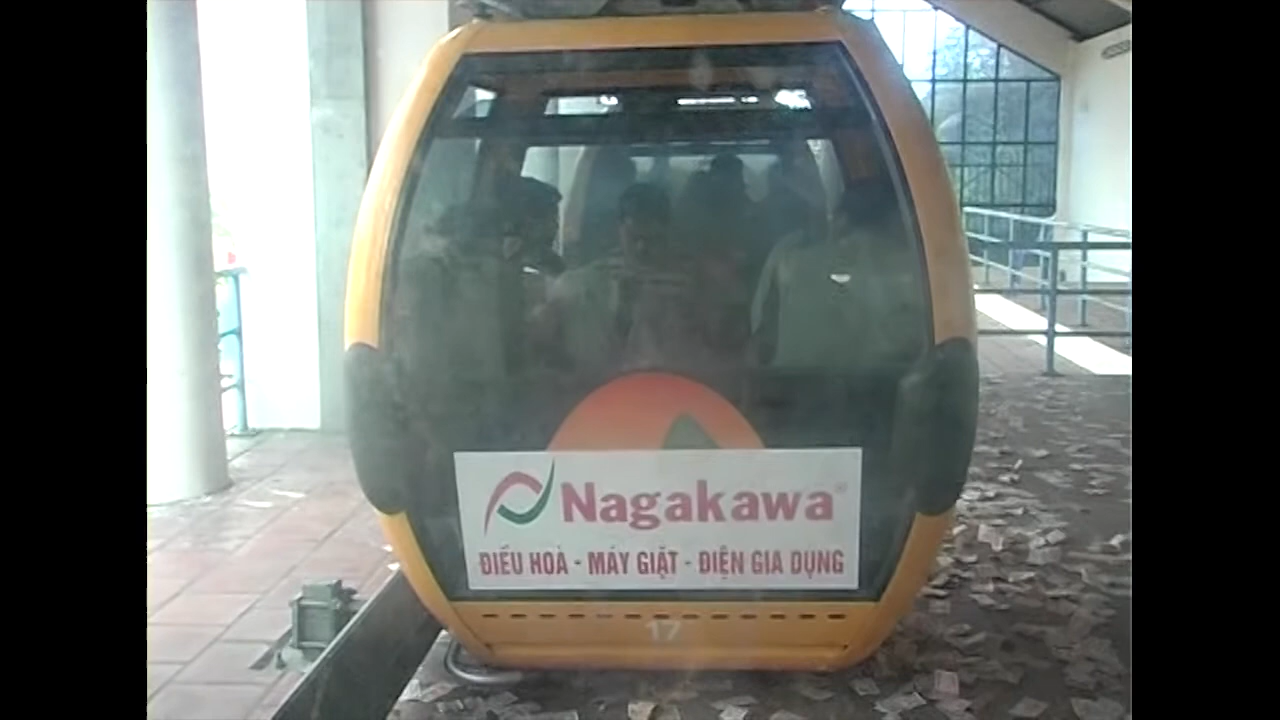 Nagakawa®
ĐIỀU HOÀ - MÁY GIẶT - ĐIỆN GIA DỤNG
17